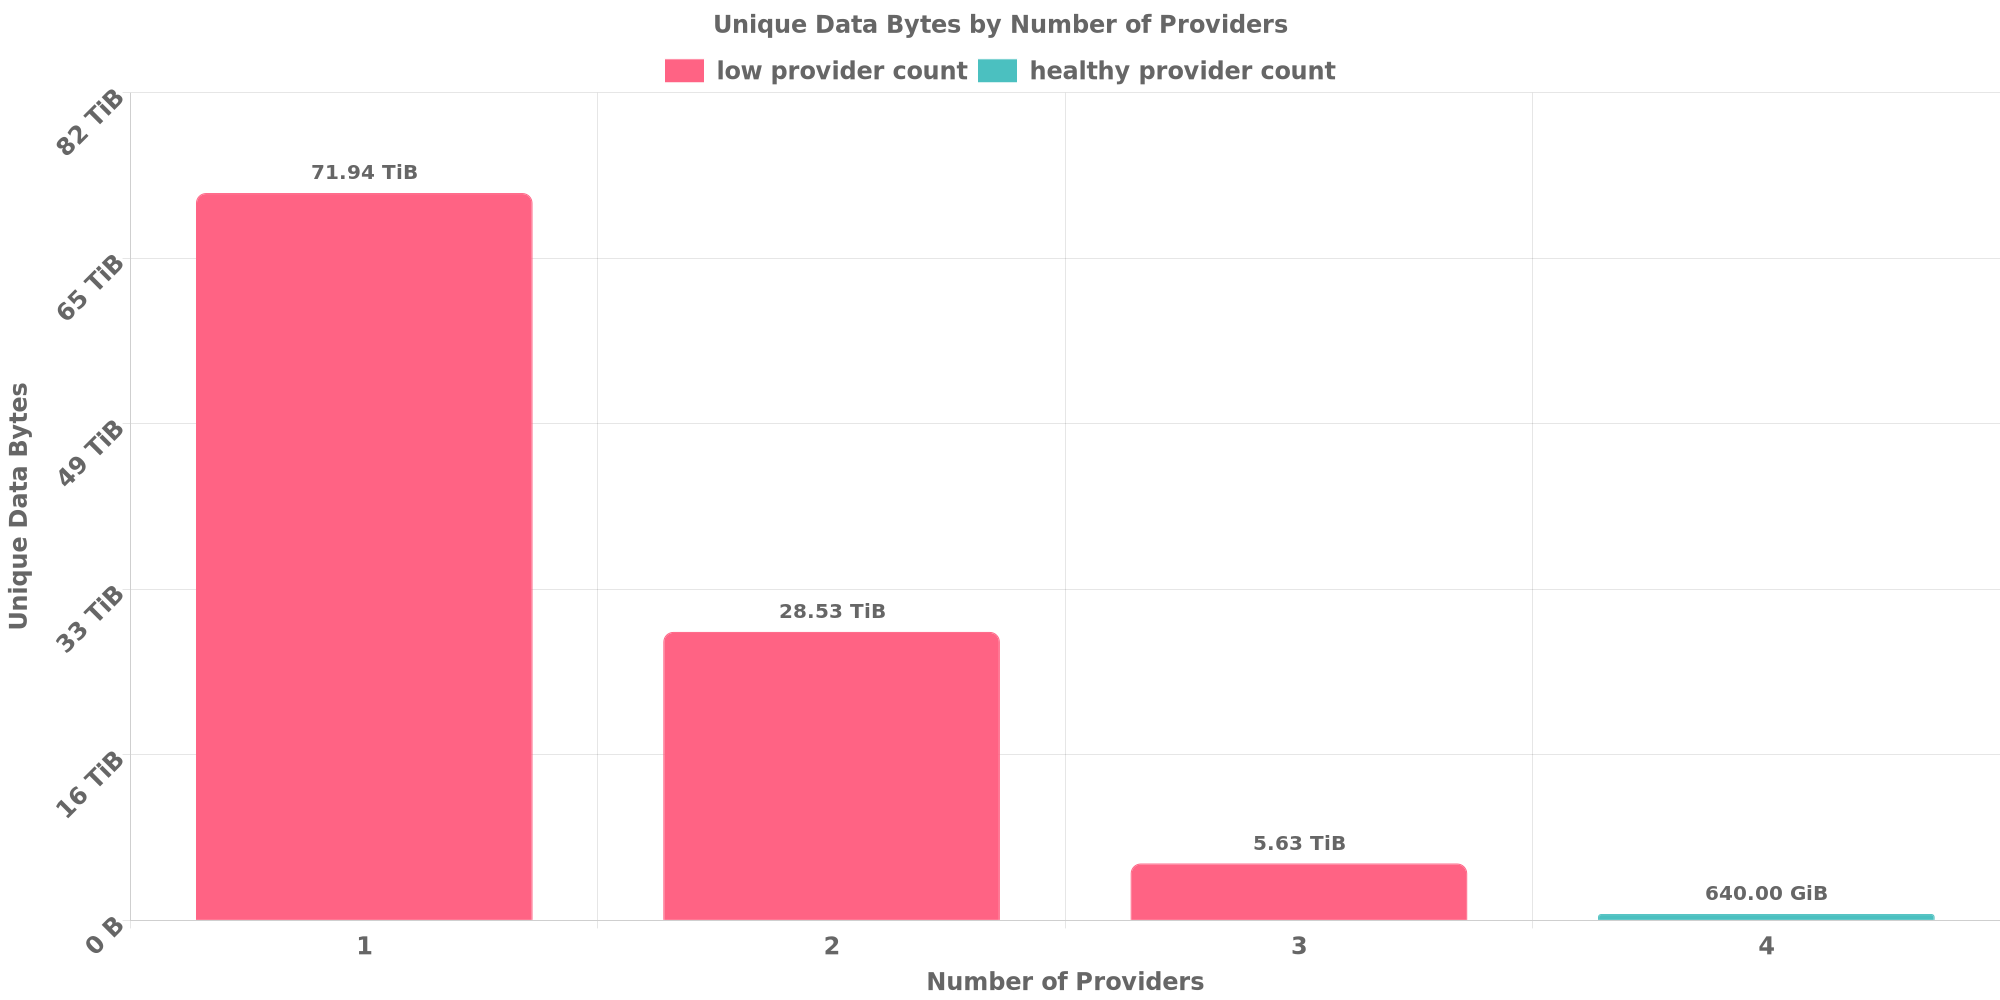 Unique Data Bytes by Number of Providers
low provider count healthy provider count
82 TiB
65 TiB
49 TiB
33 TiB
16 TiB
0 B
Unique Data Bytes
71.94 TiB
28.53 TiB
5.63 TiB
640.00 GiB
1 2 3 4
Number of Providers